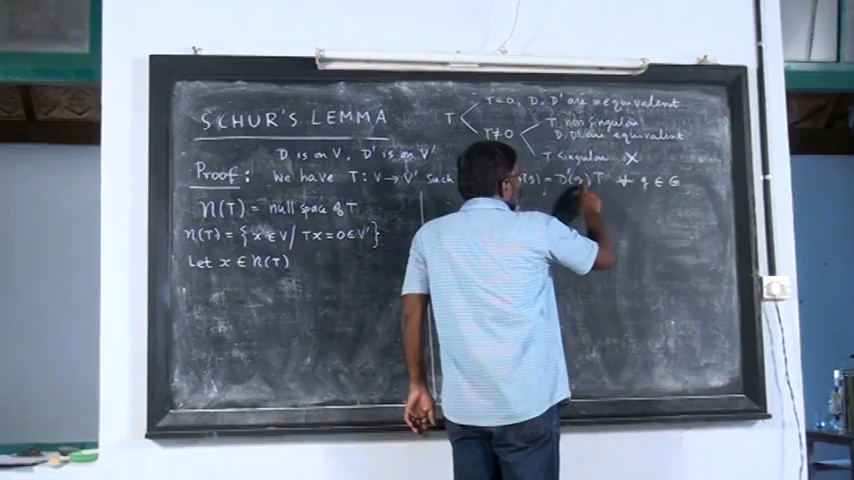 SCHUR'S LEMMA
T
T=0, D, D' are inequivalent
T≠0
T non singular
D, D' are equivalent
T singular X
Proof: D is on V, D' is on V'
We have T: V → V' such (g) = D'(g) T ∀ g ∈ G
n(T) = null space of T
n(T) = {x ∈ V / Tx = 0 ∈ V'}
Let x ∈ n(T)